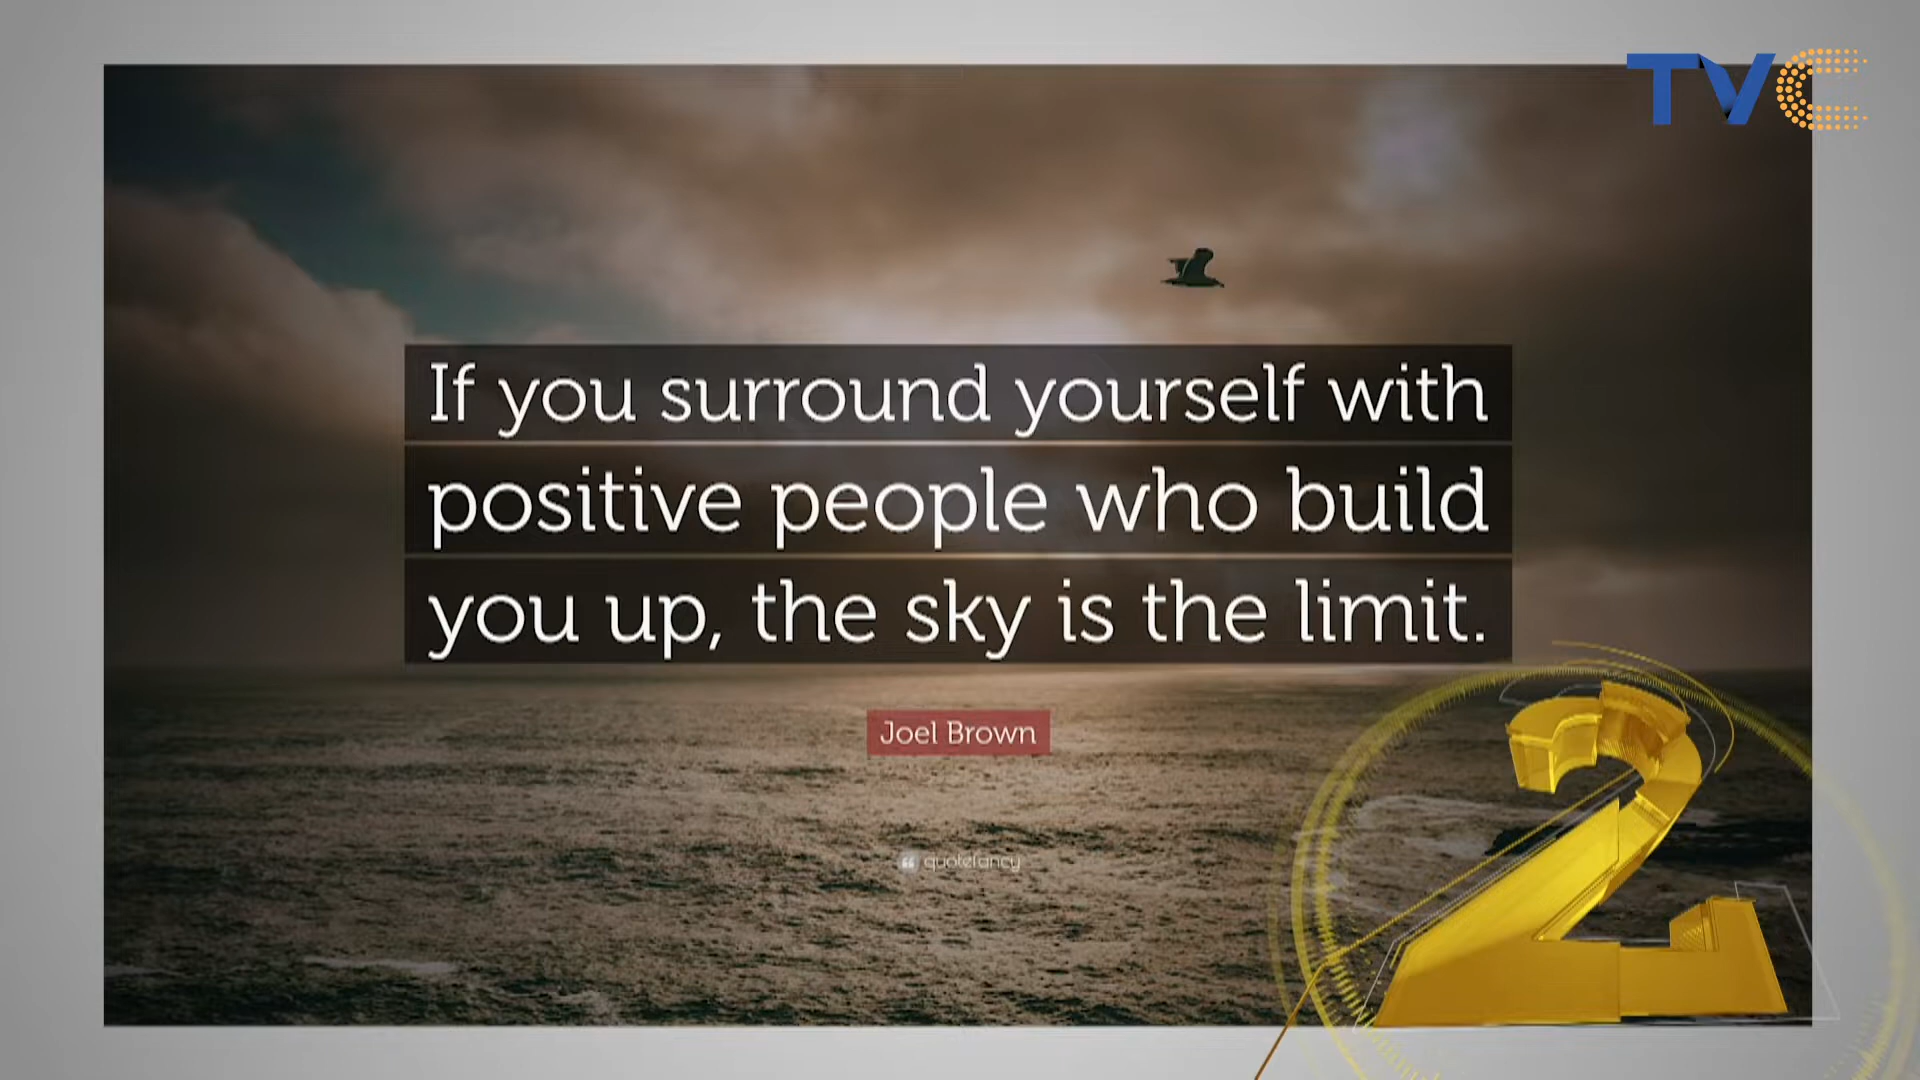 TVC
If you surround yourself with
positive people who build
you up, the sky is the limit.
Joel Brown
quotefancy
2